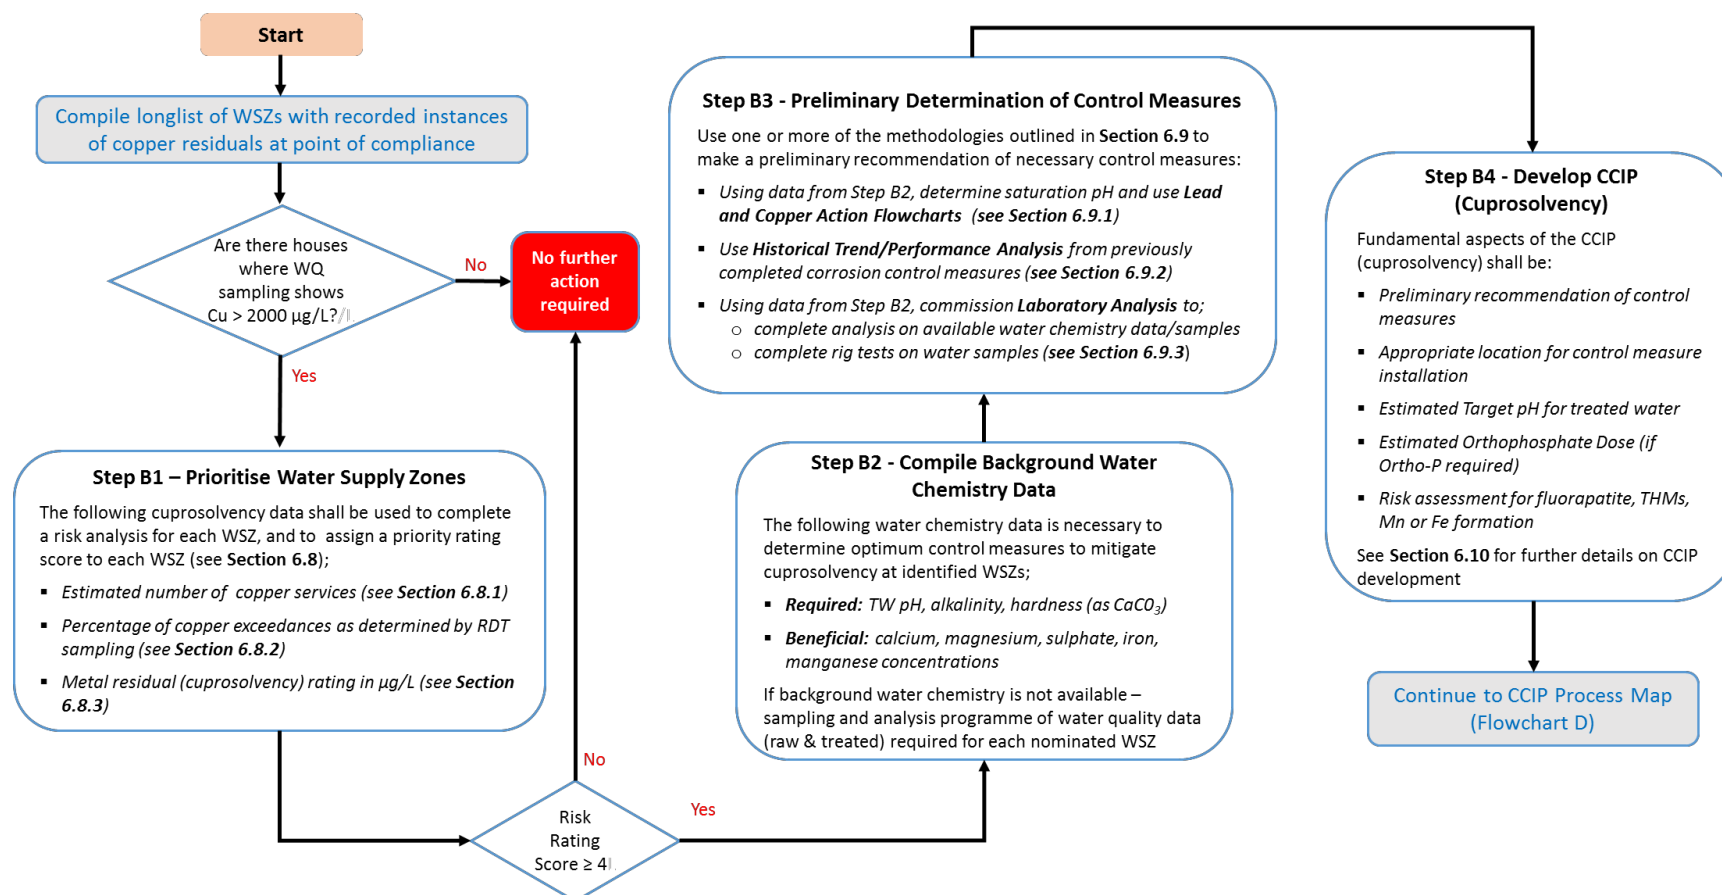 Start
Compile longlist of WSZs with recorded instances
of copper residuals at point of compliance
Are there houses
where WQ
sampling shows
Cu > 2000 µg/L?
No
No further
action
required
Yes
Step B1 – Prioritise Water Supply Zones
The following cuprosolvency data shall be used to complete
a risk analysis for each WSZ, and to assign a priority rating
score to each WSZ (see Section 6.8);
▪ Estimated number of copper services (see Section 6.8.1)
▪ Percentage of copper exceedances as determined by RDT
sampling (see Section 6.8.2)
▪ Metal residual (cuprosolvency) rating in µg/L (see Section
6.8.3)
Risk
Rating
Score ≥ 4
No
Yes
Step B2 - Compile Background Water
Chemistry Data
The following water chemistry data is necessary to
determine optimum control measures to mitigate
cuprosolvency at identified WSZs;
▪ Required: TW pH, alkalinity, hardness (as CaCO₃)
▪ Beneficial: calcium, magnesium, sulphate, iron,
manganese concentrations
If background water chemistry is not available –
sampling and analysis programme of water quality data
(raw & treated) required for each nominated WSZ
Step B3 - Preliminary Determination of Control Measures
Use one or more of the methodologies outlined in Section 6.9 to
make a preliminary recommendation of necessary control measures:
▪ Using data from Step B2, determine saturation pH and use Lead
and Copper Action Flowcharts (see Section 6.9.1)
▪ Use Historical Trend/Performance Analysis from previously
completed corrosion control measures (see Section 6.9.2)
▪ Using data from Step B2, commission Laboratory Analysis to;
o complete analysis on available water chemistry data/samples
o complete rig tests on water samples (see Section 6.9.3)
Step B4 - Develop CCIP
(Cuprosolvency)
Fundamental aspects of the CCIP
(cuprosolvency) shall be:
▪ Preliminary recommendation of control
measures
▪ Appropriate location for control measure
installation
▪ Estimated Target pH for treated water
▪ Estimated Orthophosphate Dose (if
Ortho-P required)
▪ Risk assessment for fluorapatite, THMs,
Mn or Fe formation
See Section 6.10 for further details on CCIP
development
Continue to CCIP Process Map
(Flowchart D)